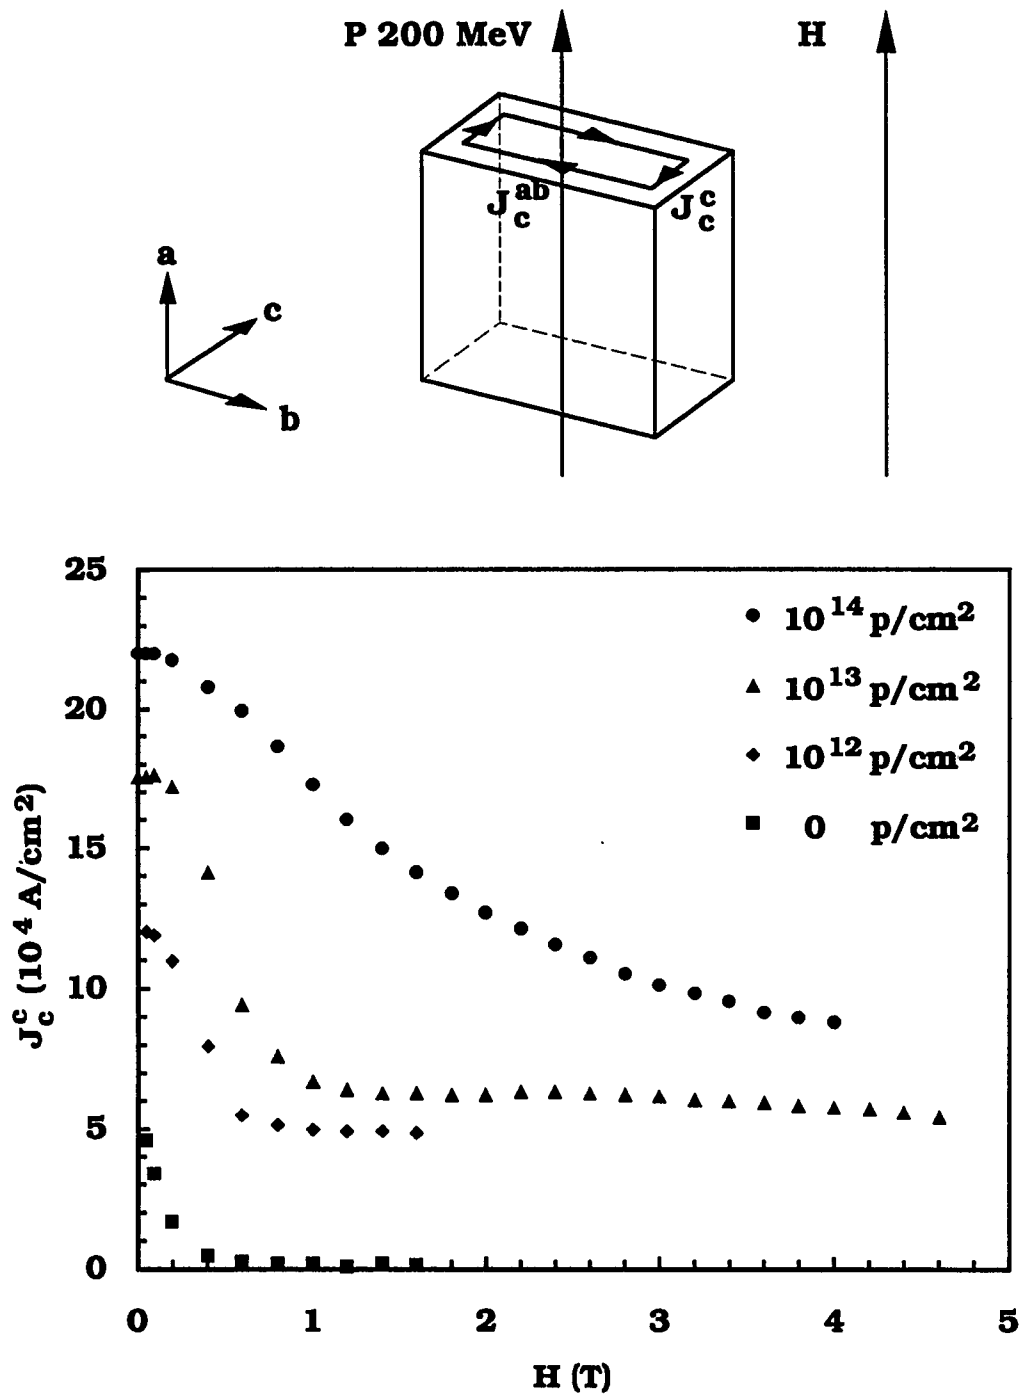 P 200 MeV H
J_c^ab J_c^c
a
c
b
25
20
15
10
5
0
J_c^c (10^4 A/cm^2)
10^14 p/cm^2
10^13 p/cm^2
10^12 p/cm^2
0 p/cm^2
0 1 2 3 4 5
H (T)